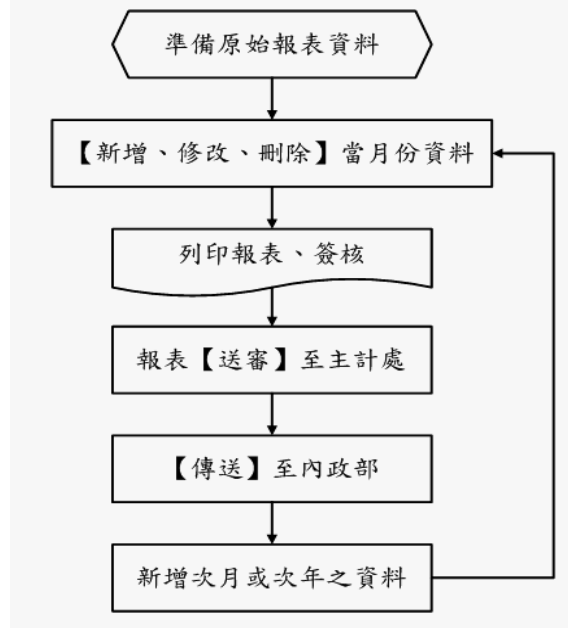 準備原始報表資料
【新增、修改、刪除】當月份資料
列印報表、簽核
報表【送審】至主計處
【傳送】至內政部
新增次月或次年之資料